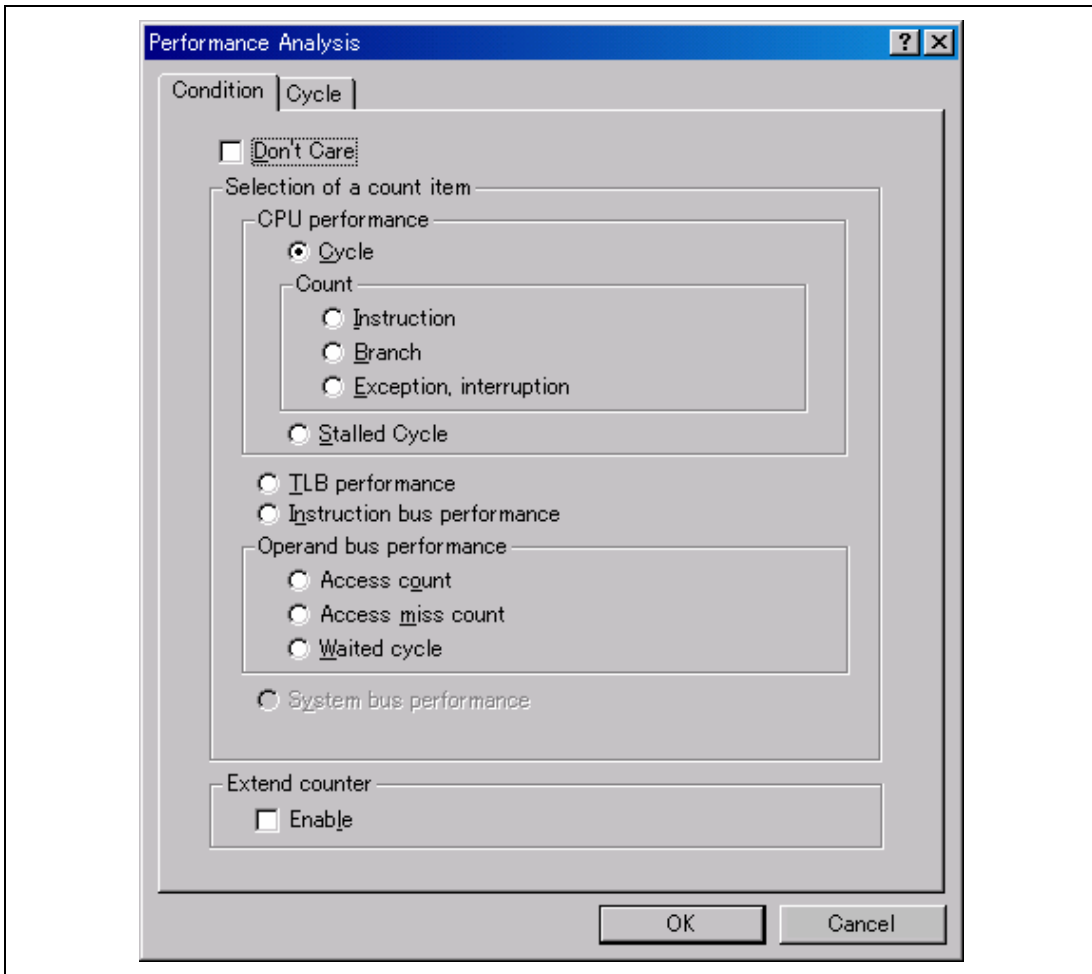 Performance Analysis
Condition
Cycle
Don't Care
Selection of a count item
CPU performance
Cycle
Count
Instruction
Branch
Exception, interruption
Stalled Cycle
TLB performance
Instruction bus performance
Operand bus performance
Access count
Access miss count
Waited cycle
System bus performance
Extend counter
Enable
OK
Cancel